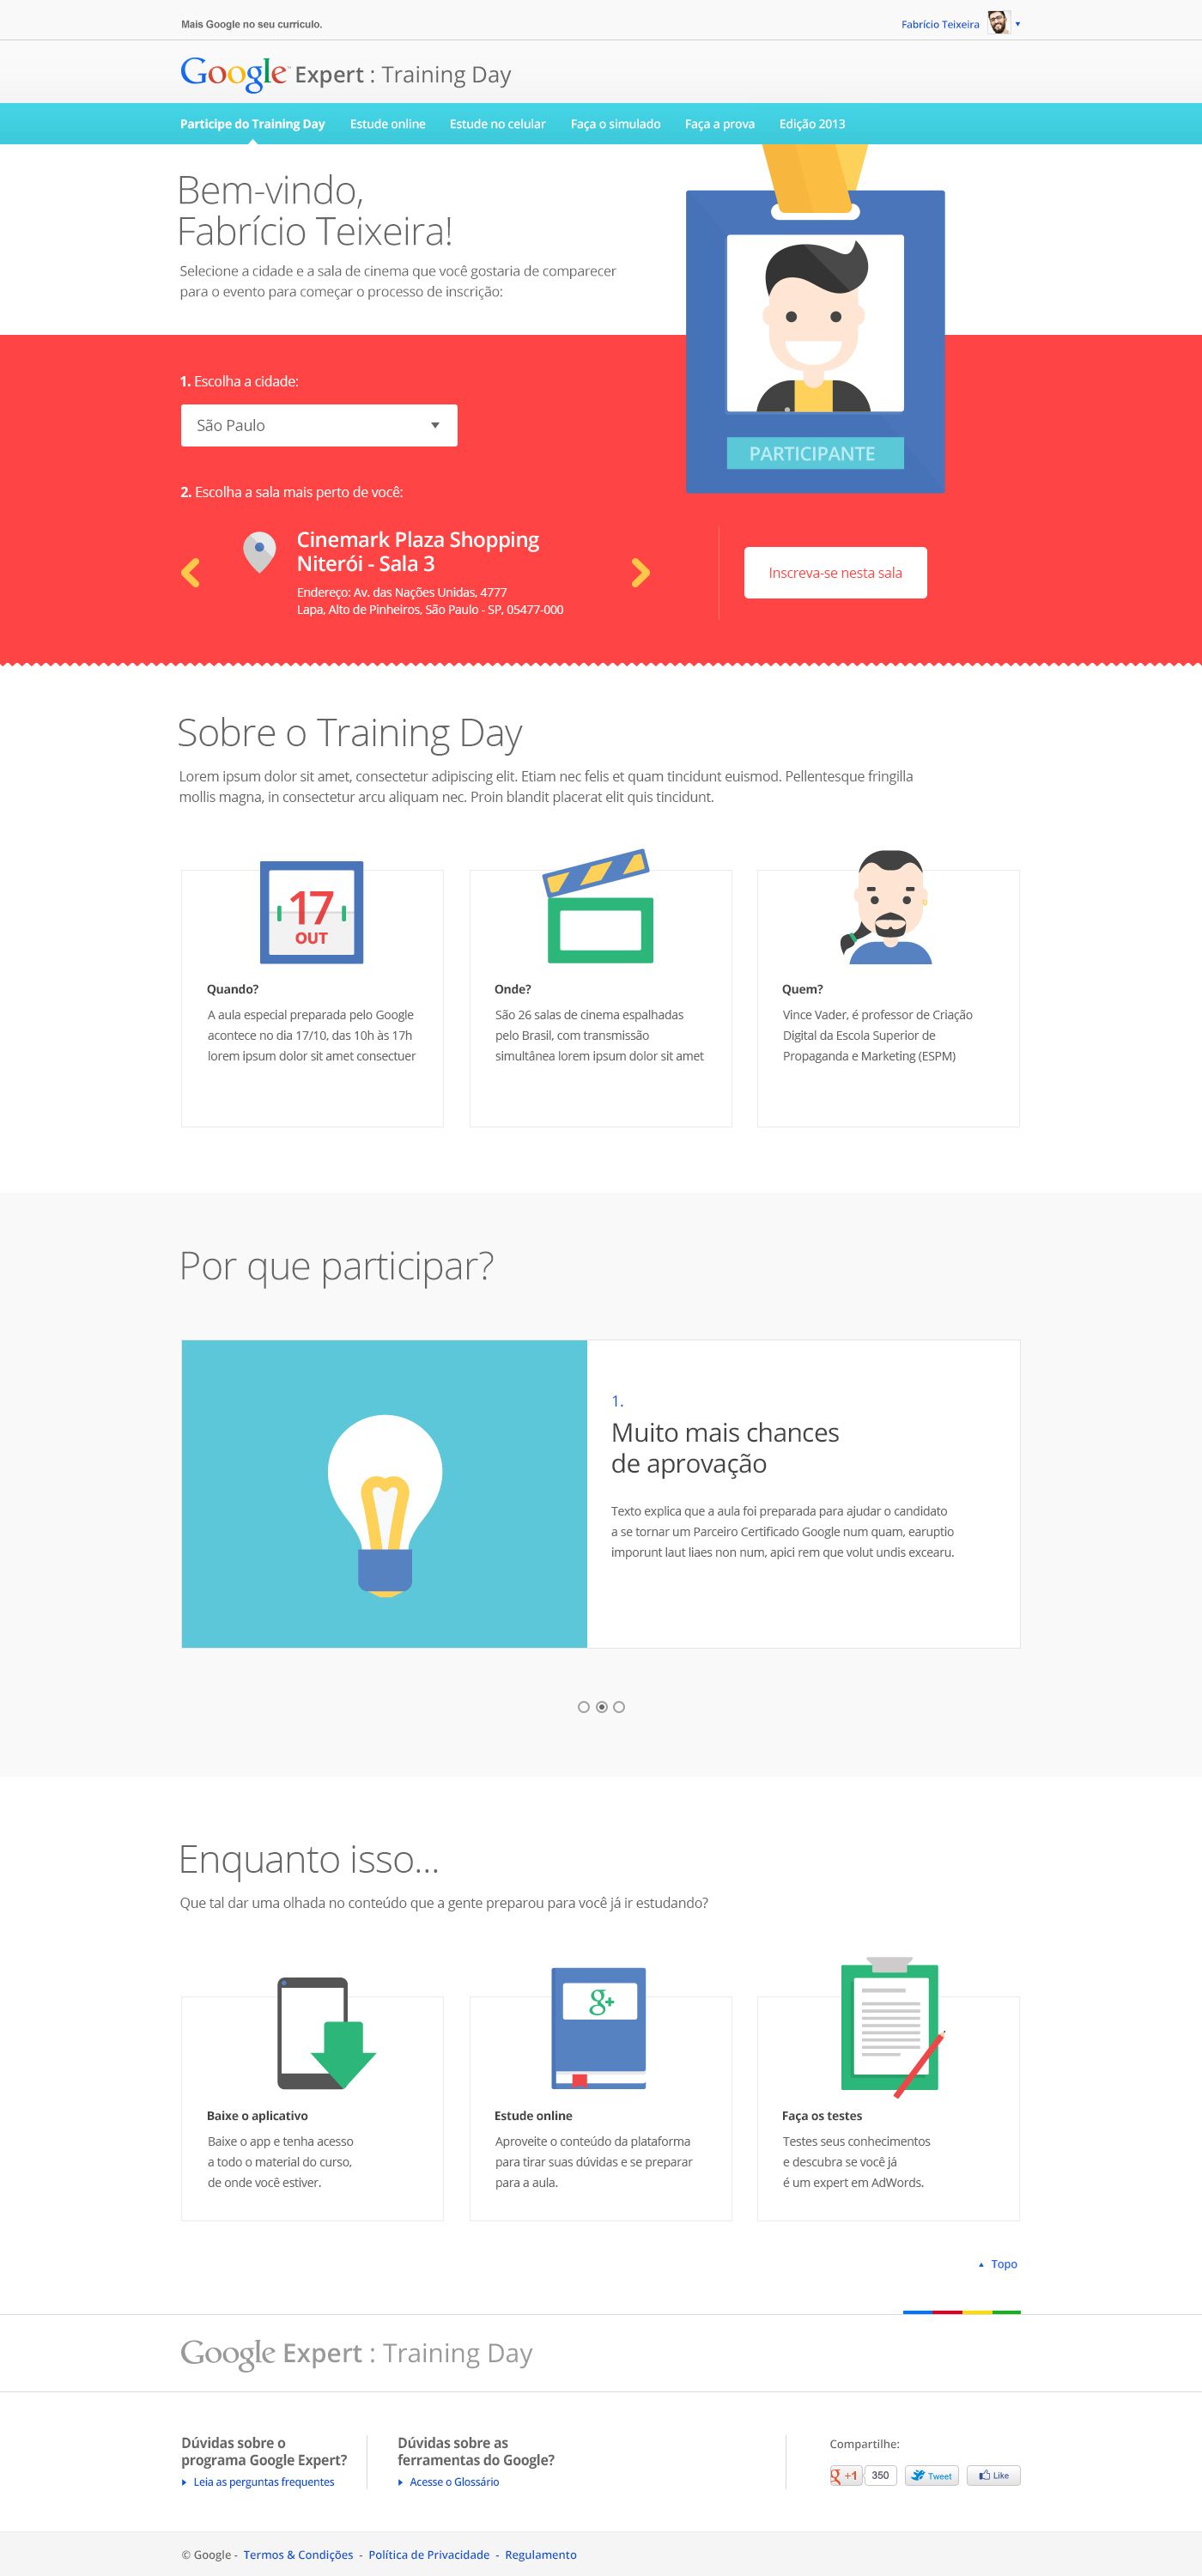 Mais Google no seu currículo.
Fabrício Teixeira
Google™ Expert : Training Day
Participe do Training Day
Estude online
Estude no celular
Faça o simulado
Faça a prova
Edição 2013
Bem-vindo,
Fabrício Teixeira!
Selecione a cidade e a sala de cinema que você gostaria de comparecer
para o evento para começar o processo de inscrição:
PARTICIPANTE
1. Escolha a cidade:
São Paulo
2. Escolha a sala mais perto de você:
Cinemark Plaza Shopping
Niterói - Sala 3
Endereço: Av. das Nações Unidas, 4777
Lapa, Alto de Pinheiros, São Paulo - SP, 05477-000
Inscreva-se nesta sala
Sobre o Training Day
Lorem ipsum dolor sit amet, consectetur adipiscing elit. Etiam nec felis et quam tincidunt euismod. Pellentesque fringilla
mollis magna, in consectetur arcu aliquam nec. Proin blandit placerat elit quis tincidunt.
17
OUT
Quando?
A aula especial preparada pelo Google
acontece no dia 17/10, das 10h às 17h
lorem ipsum dolor sit amet consectuer
Onde?
São 26 salas de cinema espalhadas
pelo Brasil, com transmissão
simultânea lorem ipsum dolor sit amet
Quem?
Vince Vader, é professor de Criação
Digital da Escola Superior de
Propaganda e Marketing (ESPM)
Por que participar?
1.
Muito mais chances
de aprovação
Texto explica que a aula foi preparada para ajudar o candidato
a se tornar um Parceiro Certificado Google num quam, earuptio
imporunt laut liaes non num, apici rem que volut undis excearu.
Enquanto isso...
Que tal dar uma olhada no conteúdo que a gente preparou para você já ir estudando?
Baixe o aplicativo
Baixe o app e tenha acesso
a todo o material do curso,
de onde você estiver.
g+
Estude online
Aproveite o conteúdo da plataforma
para tirar suas dúvidas e se preparar
para a aula.
Faça os testes
Testes seus conhecimentos
e descubra se você já
é um expert em AdWords.
Topo
Google Expert : Training Day
Dúvidas sobre o
programa Google Expert?
Leia as perguntas frequentes
Dúvidas sobre as
ferramentas do Google?
Acesse o Glossário
Compartilhe:
g +1
350
Tweet
Like
© Google - Termos & Condições - Política de Privacidade - Regulamento